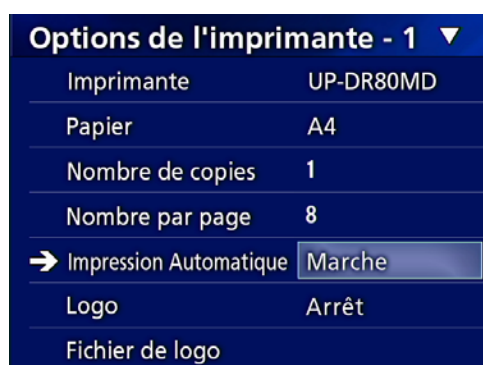 Options de l'imprimante - 1 ▼
Imprimante UP-DR80MD
Papier A4
Nombre de copies 1
Nombre par page 8
➔ Impression Automatique Marche
Logo Arrêt
Fichier de logo